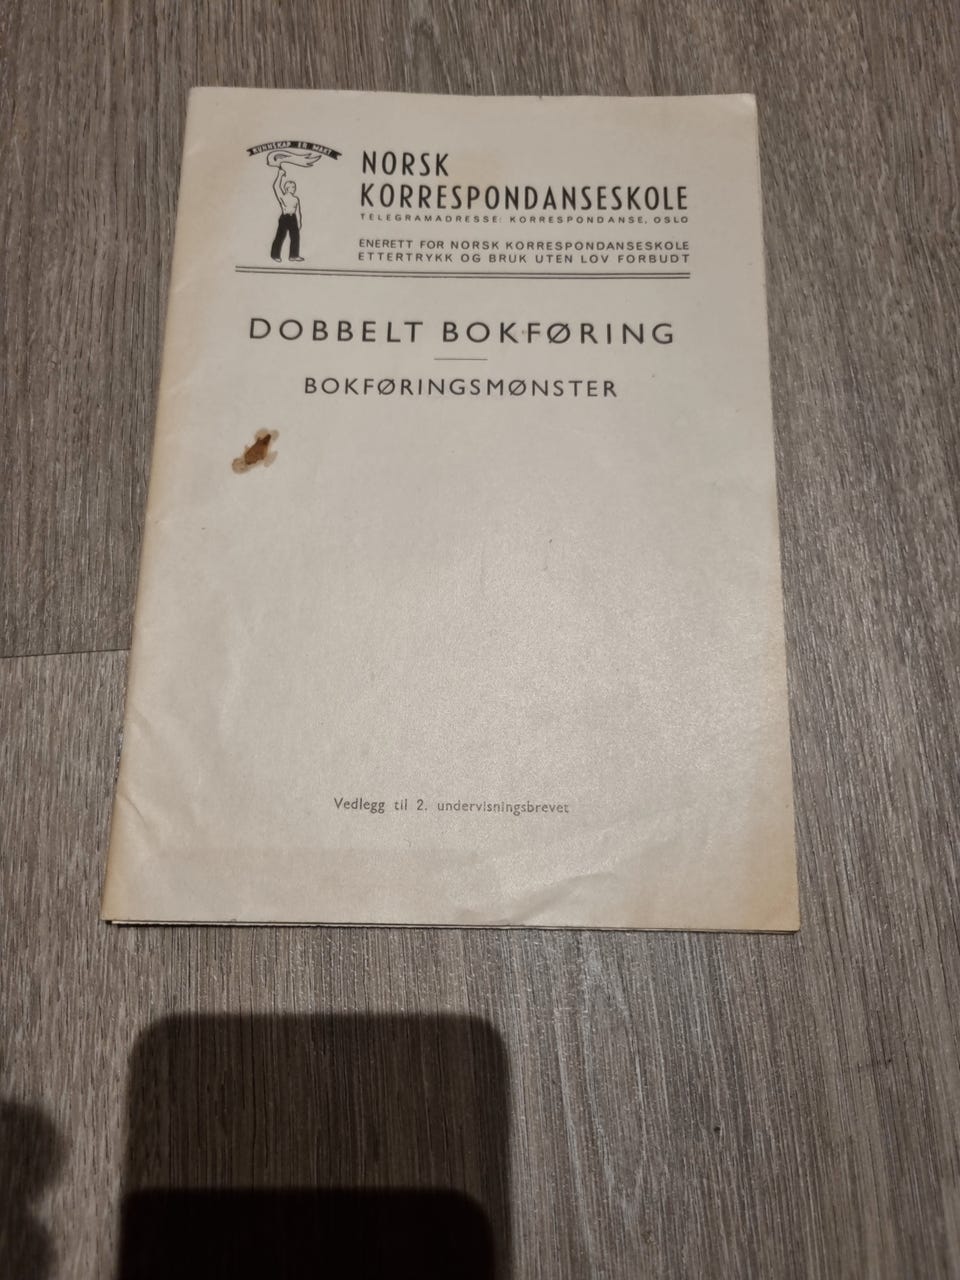 KUNNSKAP ER MAKT
NORSK
KORRESPONDANSESKOLE
TELEGRAMADRESSE: KORRESPONDANSE, OSLO
ENERETT FOR NORSK KORRESPONDANSESKOLE
ETTERTRYKK OG BRUK UTEN LOV FORBUDT
DOBBELT BOKFØRING
BOKFØRINGSMØNSTER
Vedlegg til 2. undervisningsbrevet